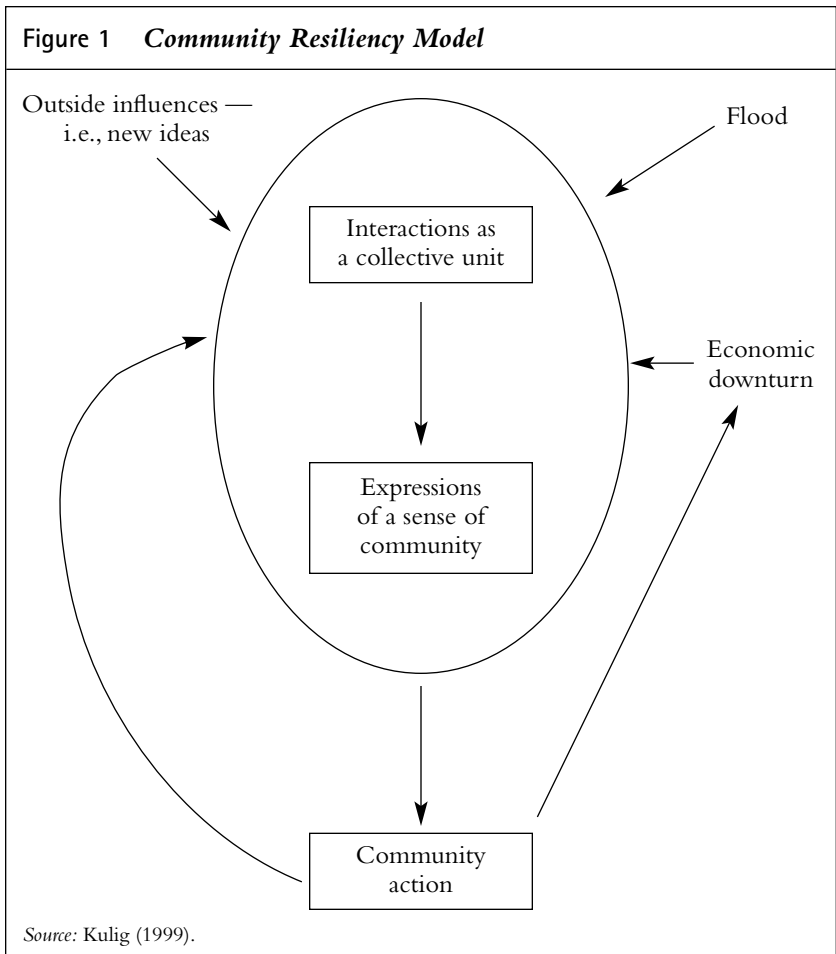 Figure 1 Community Resiliency Model
Outside influences —
i.e., new ideas
Flood
Interactions as
a collective unit
Economic
downturn
Expressions
of a sense of
community
Community
action
Source: Kulig (1999).